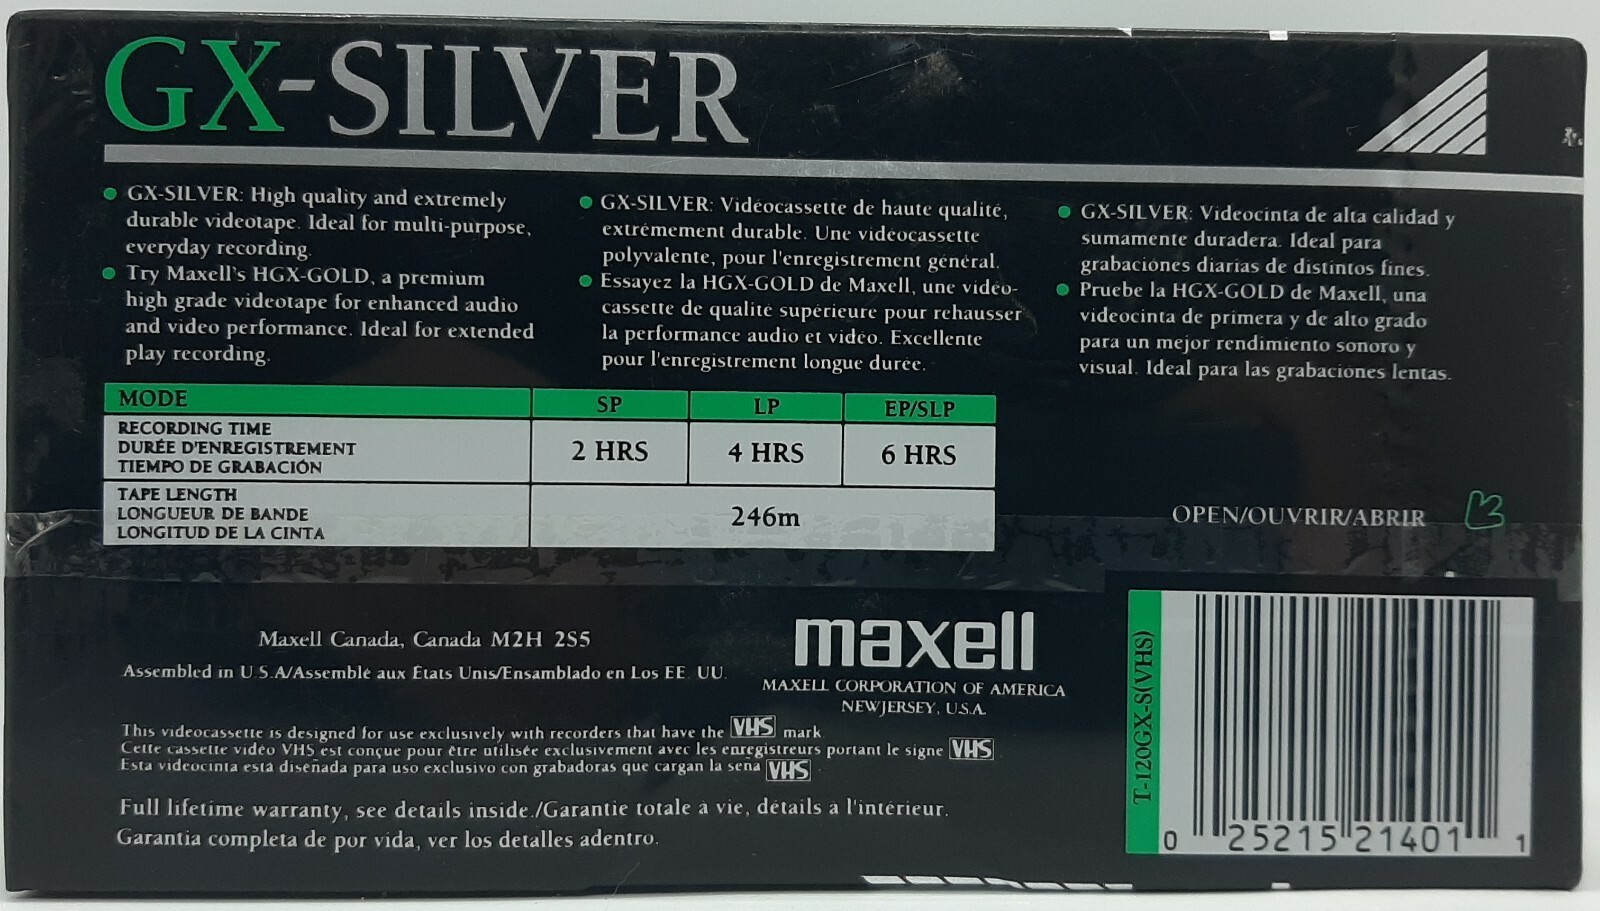 GX-SILVER
GX-SILVER: High quality and extremely
durable videotape. Ideal for multi-purpose,
everyday recording.
Try Maxell's HGX-GOLD, a premium
high grade videotape for enhanced audio
and video performance. Ideal for extended
play recording.
GX-SILVER: Vidéocassette de haute qualité,
extrêmement durable. Une vidéocassette
polyvalente, pour l'enregistrement général.
Essayez la HGX-GOLD de Maxell, une vidéo-
cassette de qualité supérieure pour rehausser
la performance audio et vidéo. Excellente
pour l'enregistrement longue durée.
GX-SILVER: Videocinta de alta calidad y
sumamente duradera. Ideal para
grabaciónes diarias de distintos fines.
Pruebe la HGX-GOLD de Maxell, una
videocinta de primera y de alto grado
para un mejor rendimiento sonoro y
visual. Ideal para las grabaciónes lentas.
MODE SP LP EP/SLP
RECORDING TIME
DURÉE D'ENREGISTREMENT
TIEMPO DE GRABACIÓN
2 HRS 4 HRS 6 HRS
TAPE LENGTH
LONGUEUR DE BANDE
LONGITUD DE LA CINTA
246m
OPEN/OUVRIR/ABRIR
Maxell Canada, Canada M2H 2S5
Assembled in U.S.A/Assemblé aux États Unis/Ensamblado en Los EE. UU.
maxell
MAXELL CORPORATION OF AMERICA
NEW JERSEY, U.S.A.
This videocassette is designed for use exclusively with recorders that have the VHS mark
Cette cassette vidéo VHS est conçue pour être utilisée exclusivement avec les enregistreurs portant le signe VHS
Esta videocinta está diseñada para uso exclusivo con grabadoras que cargan la seña VHS.
Full lifetime warranty, see details inside./Garantie totale à vie, détails à l'intérieur.
Garantia completa de por vida, ver los detalles adentro.
T-120GX-S(VHS)
0 25215 21401 1